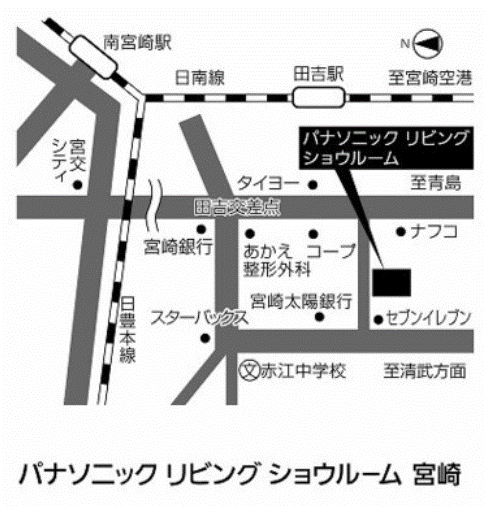 南宮崎駅
N
日南線
田吉駅
至宮崎空港
パナソニック リビング
ショウルーム
宮交
シティ
タイヨー
至青島
田吉交差点
宮崎銀行
あかえ
整形外科
コープ
ナフコ
日豊本線
スターバックス
宮崎太陽銀行
セブンイレブン
文赤江中学校
至清武方面
パナソニック リビング ショウルーム 宮崎